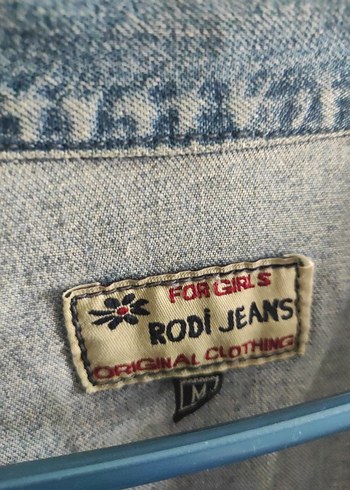 FOR GIRLS
RODİ JEANS
ORIGINAL CLOTHING
M